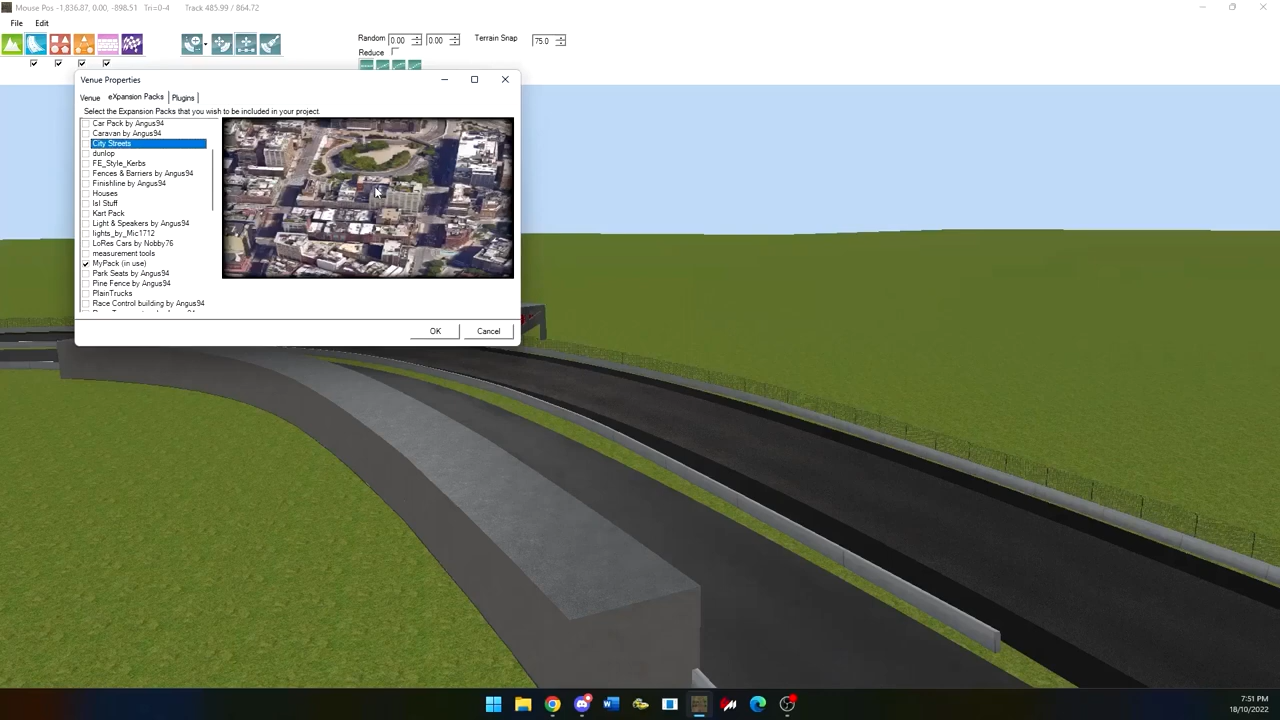 Mouse Pos -1,836.87, 0.00, -898.51   Tri=0-4     Track 485.99 / 864.72
File Edit
Random 0.00 0.00 Terrain Snap 75.0
Reduce
Venue Properties
Venue eXpansion Packs Plugins
Select the Expansion Packs that you wish to be included in your project.
Car Pack by Angus94
Caravan by Angus94
City Streets
dunlop
FE_Style_Kerbs
Fences & Barriers by Angus94
Finishline by Angus94
Houses
Isl Stuff
Kart Pack
Light & Speakers by Angus94
lights_by_Mic1712
LoRes Cars by Nobby76
measurement tools
MyPack (in use)
Park Seats by Angus94
Pine Fence by Angus94
PlainTrucks
Race Control building by Angus94
OK Cancel
7:51 PM
18/10/2022